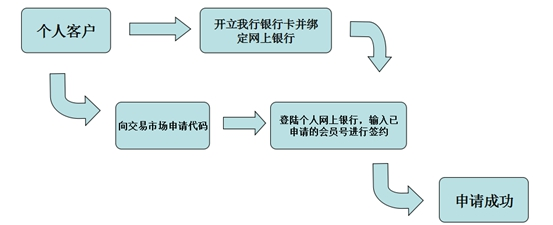 个人客户
开立我行银行卡并绑
定网上银行
向交易市场申请代码
登陆个人网上银行，输入已
申请的会员号进行签约
申请成功